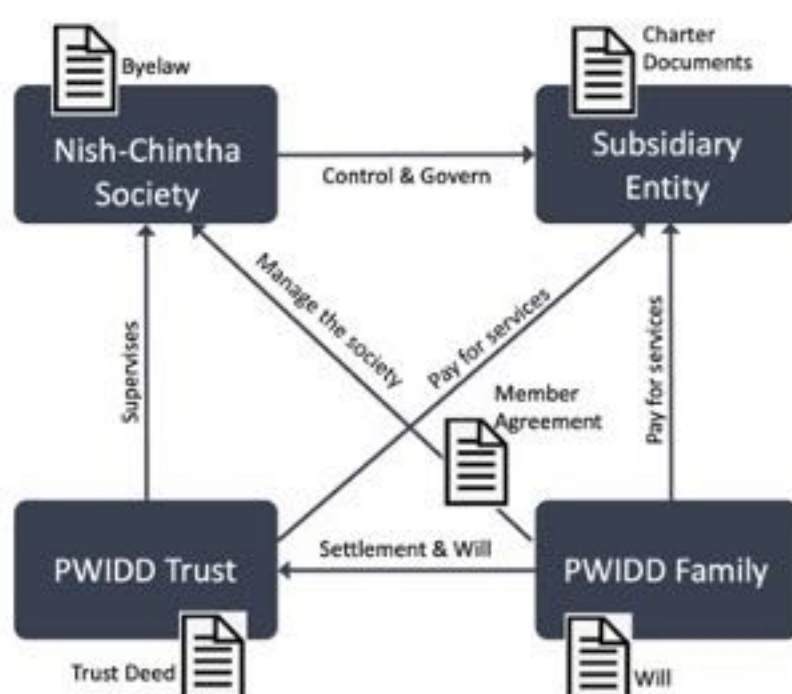 Byelaw
Charter
Documents
Nish-Chintha
Society
Control & Govern
Subsidiary
Entity
Supervises
Manage the society
Pay for services
Member
Agreement
Pay for services
PWIDD Trust
Settlement & Will
PWIDD Family
Trust Deed
Will